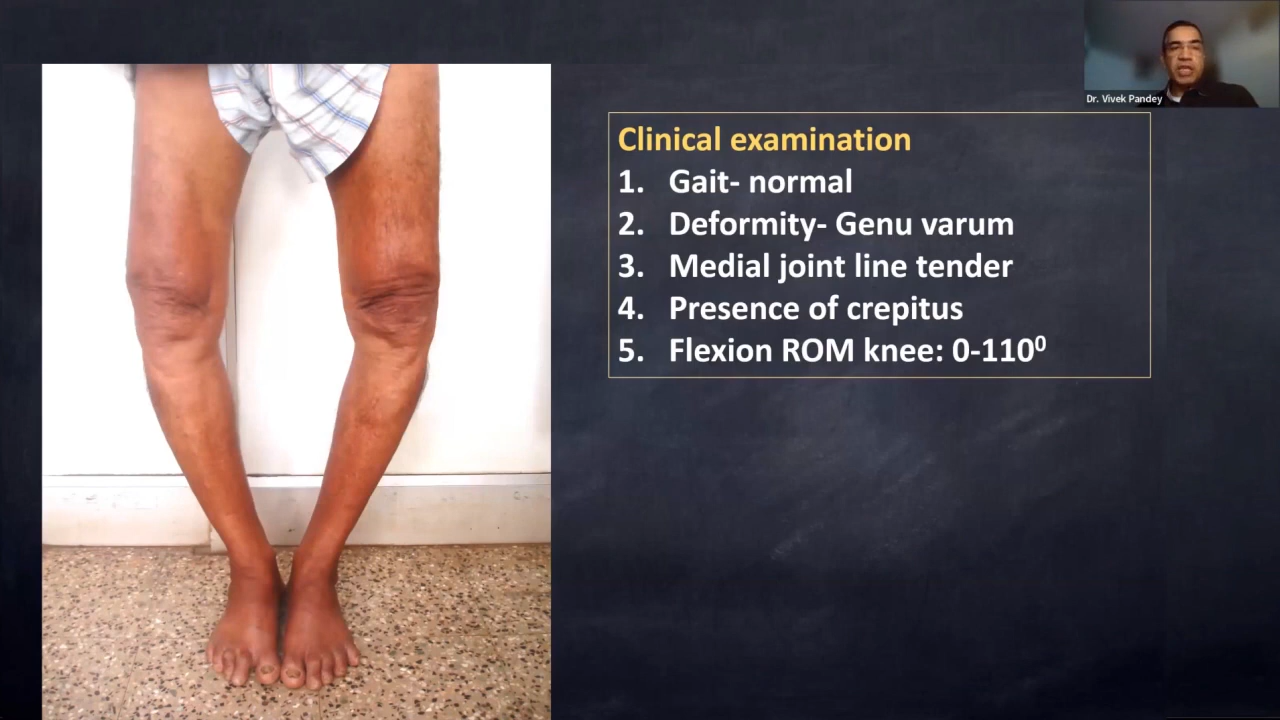 Dr. Vivek Pandey
Clinical examination
1. Gait- normal
2. Deformity- Genu varum
3. Medial joint line tender
4. Presence of crepitus
5. Flexion ROM knee: 0-110⁰